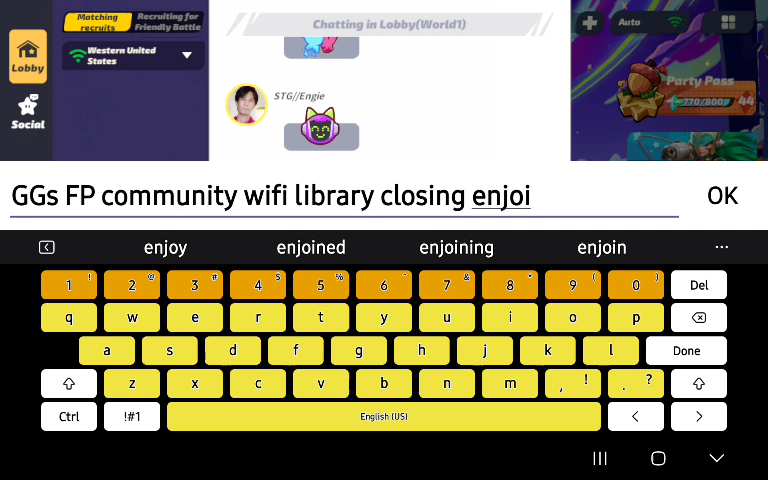 Matching recruits
Recruiting for Friendly Battle
Chatting in Lobby(World1)
Auto
Western United States
Lobby
Social
STG//Engie
Party Pass
770/800
44
GGs FP community wifi library closing enjoi
OK
enjoy enjoined enjoining enjoin ...
1 ! 2 @ 3 # 4 $ 5 % 6 ^ 7 & 8 * 9 ( 0 ) Del
q w e r t y u i o p
a s d f g h j k l Done
z x c v b n m , ! . ?
Ctrl !#1 English (US) < >